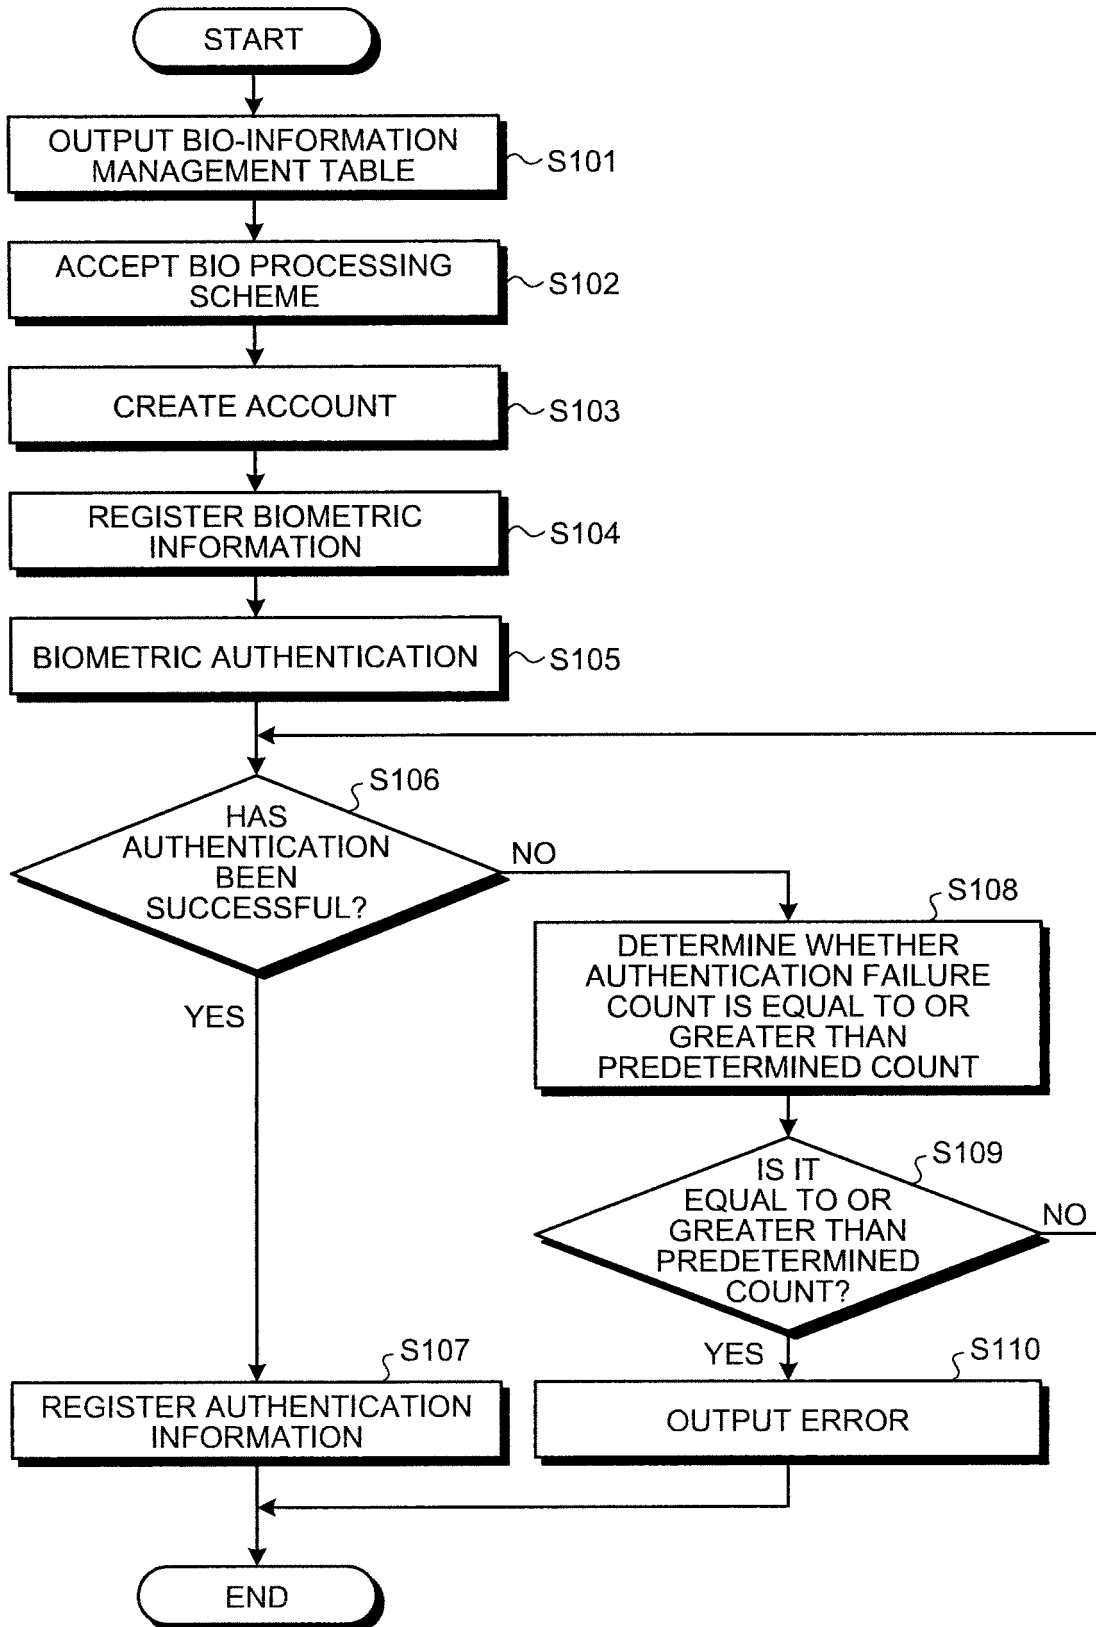 START
OUTPUT BIO-INFORMATION
MANAGEMENT TABLE
S101
ACCEPT BIO PROCESSING
SCHEME
S102
CREATE ACCOUNT
S103
REGISTER BIOMETRIC
INFORMATION
S104
BIOMETRIC AUTHENTICATION
S105
S106
HAS
AUTHENTICATION
BEEN
SUCCESSFUL?
NO
YES
S108
DETERMINE WHETHER
AUTHENTICATION FAILURE
COUNT IS EQUAL TO OR
GREATER THAN
PREDETERMINED COUNT
S109
IS IT
EQUAL TO OR
GREATER THAN
PREDETERMINED
COUNT?
NO
YES
S107
REGISTER AUTHENTICATION
INFORMATION
S110
OUTPUT ERROR
END